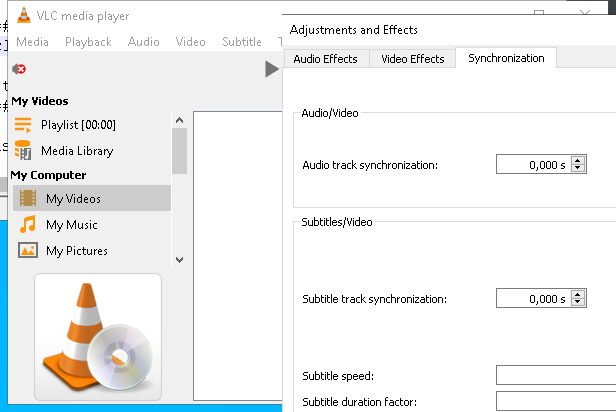 VLC media player
Media Playback Audio Video Subtitle
My Videos
Playlist [00:00]
Media Library
My Computer
My Videos
My Music
My Pictures
Adjustments and Effects
Audio Effects Video Effects Synchronization
Audio/Video
Audio track synchronization: 0,000 s
Subtitles/Video
Subtitle track synchronization: 0,000 s
Subtitle speed:
Subtitle duration factor: